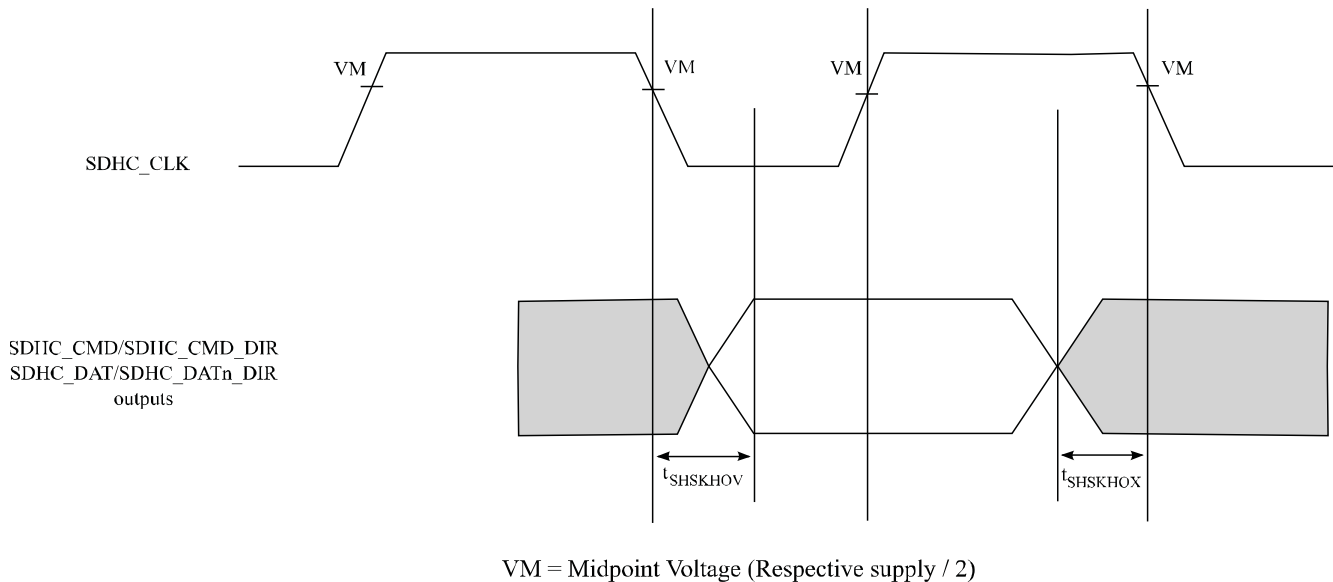 VM
VM
VM
VM
SDHC_CLK
SDHC_CMD/SDHC_CMD_DIR
SDHC_DAT/SDHC_DATn_DIR
outputs
tSHSKHOV
tSHSKHOX
VM = Midpoint Voltage (Respective supply / 2)